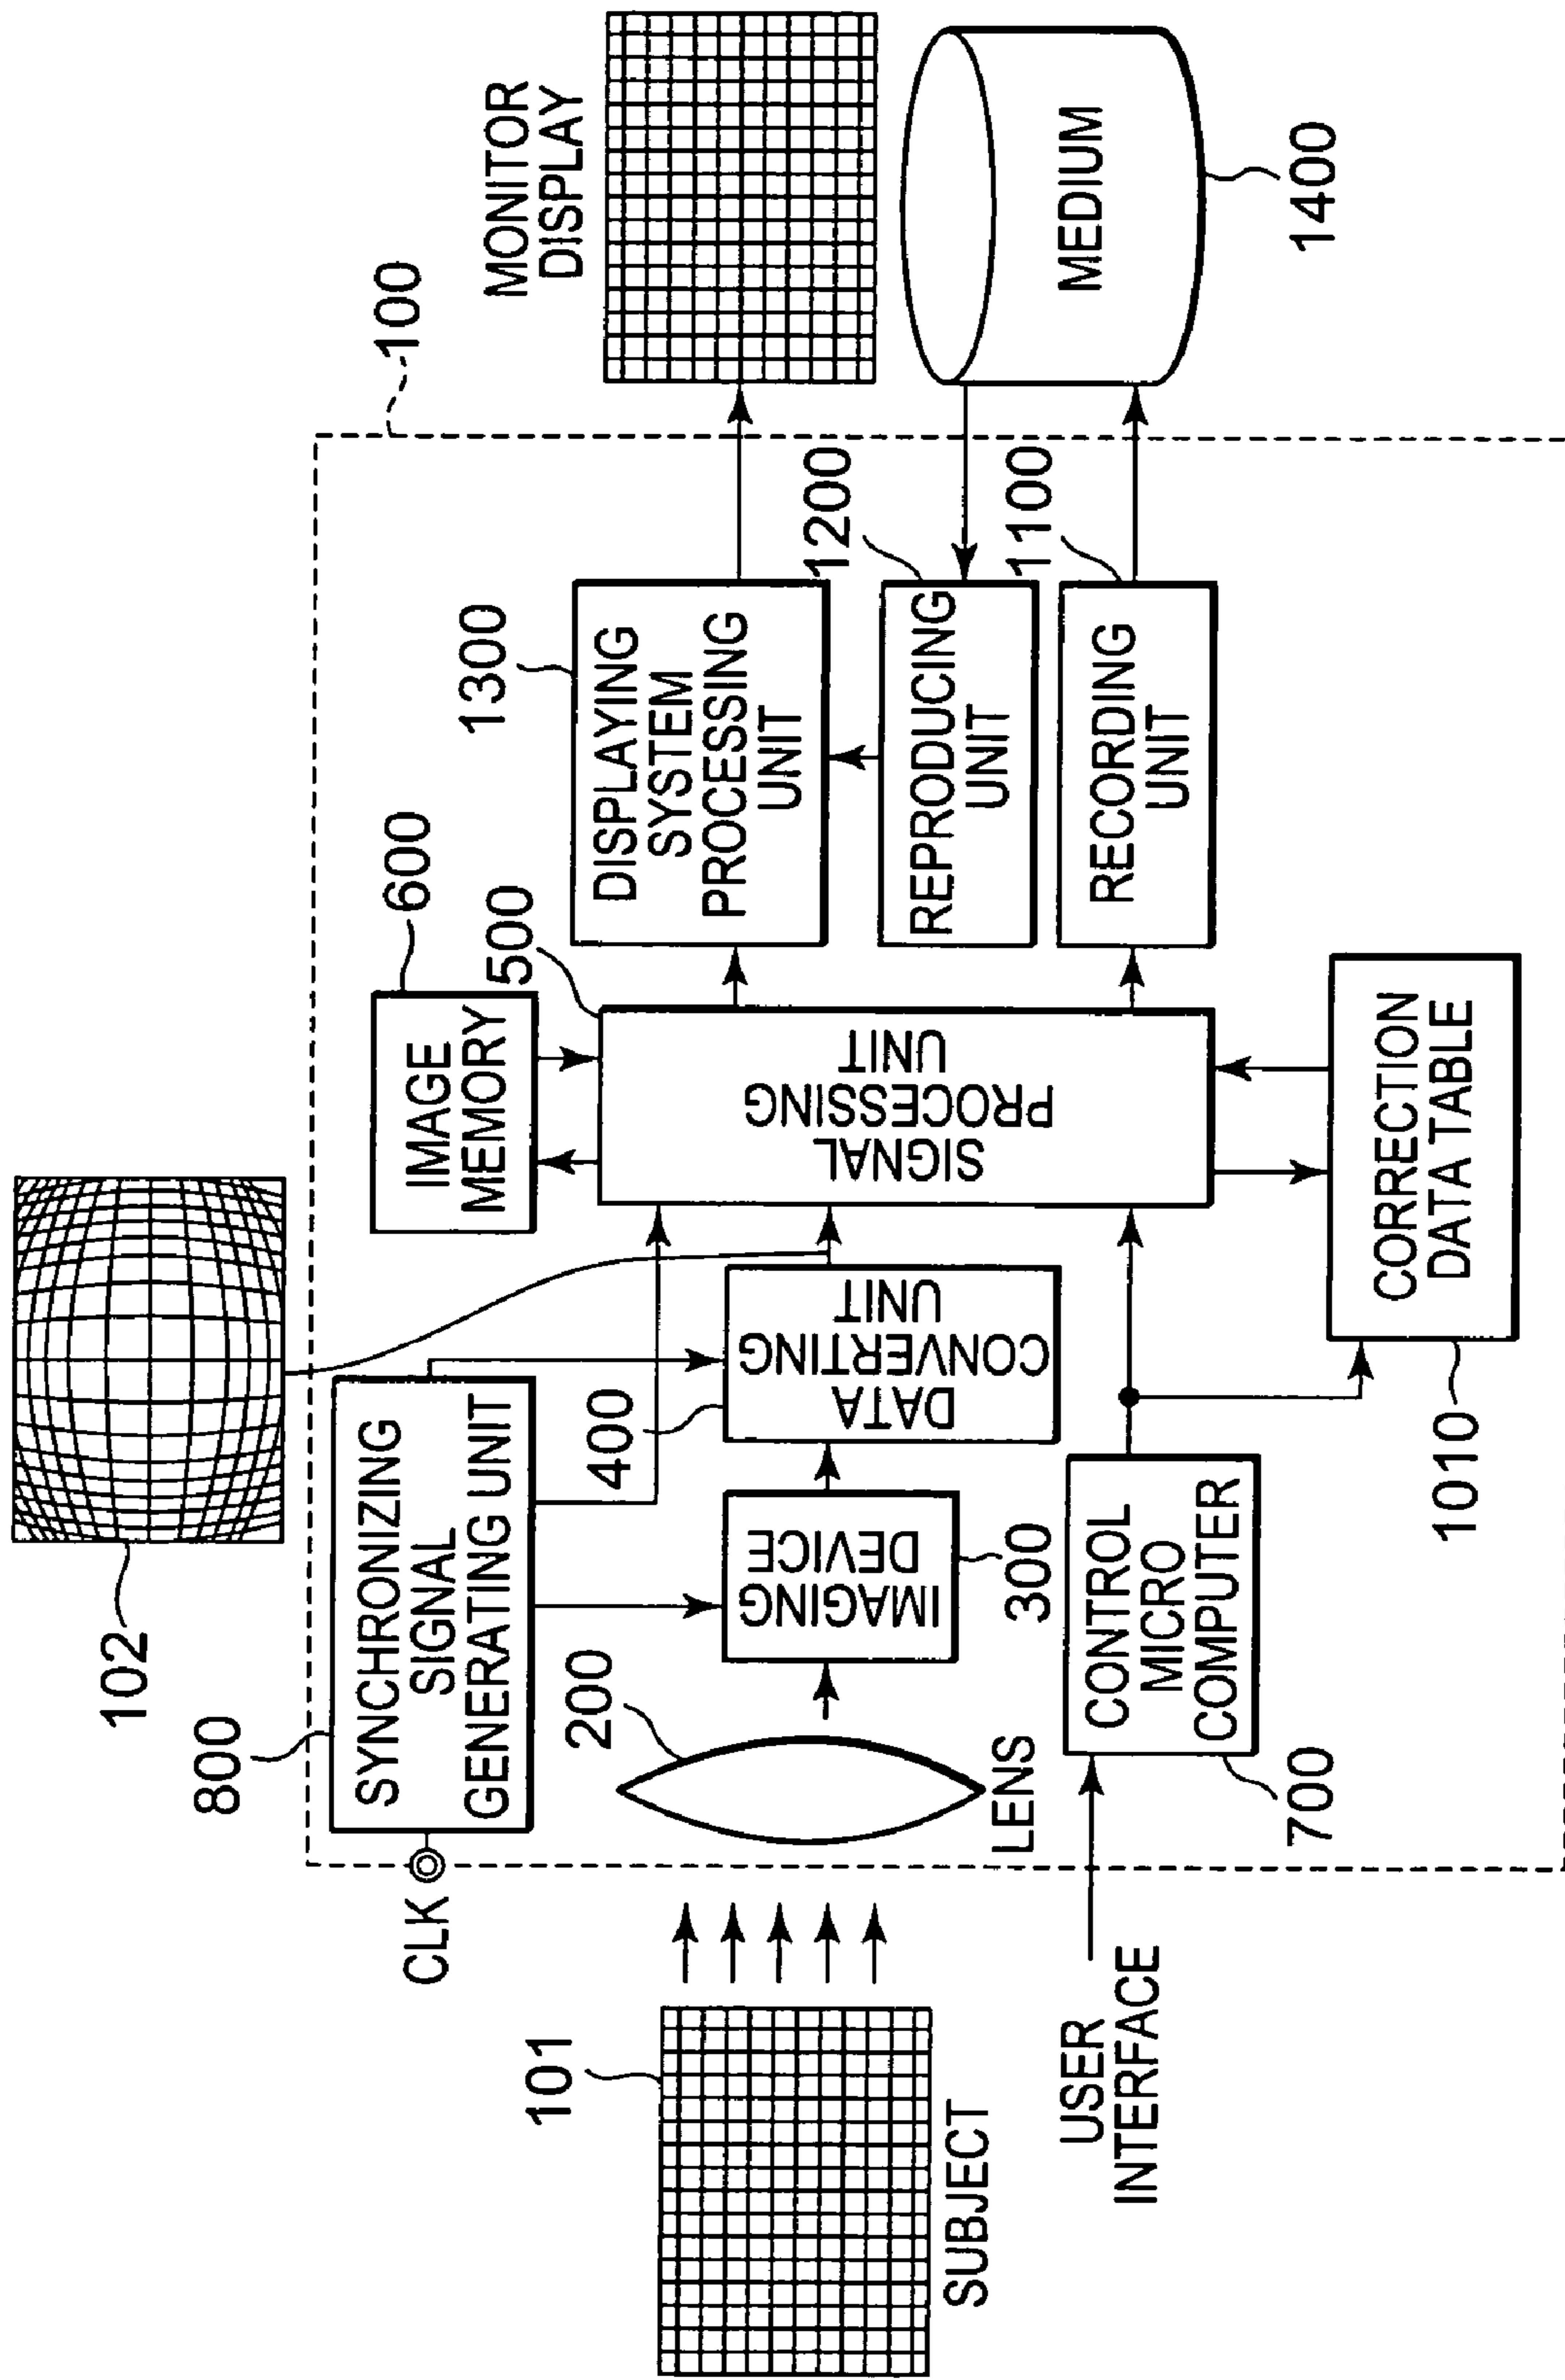 102
800
SYNCHRONIZING
SIGNAL
GENERATING UNIT
CLK
IMAGE
MEMORY
600
100
MONITOR
DISPLAY
101
SUBJECT
200
LENS
IMAGING
DEVICE
300
400
DATA
CONVERTING
UNIT
500
SIGNAL
PROCESSING
UNIT
1300
DISPLAYING
SYSTEM
PROCESSING
UNIT
1200
REPRODUCING
UNIT
1100
RECORDING
UNIT
MEDIUM
1400
USER
INTERFACE
CONTROL
MICRO
COMPUTER
700
CORRECTION
DATA TABLE
1010